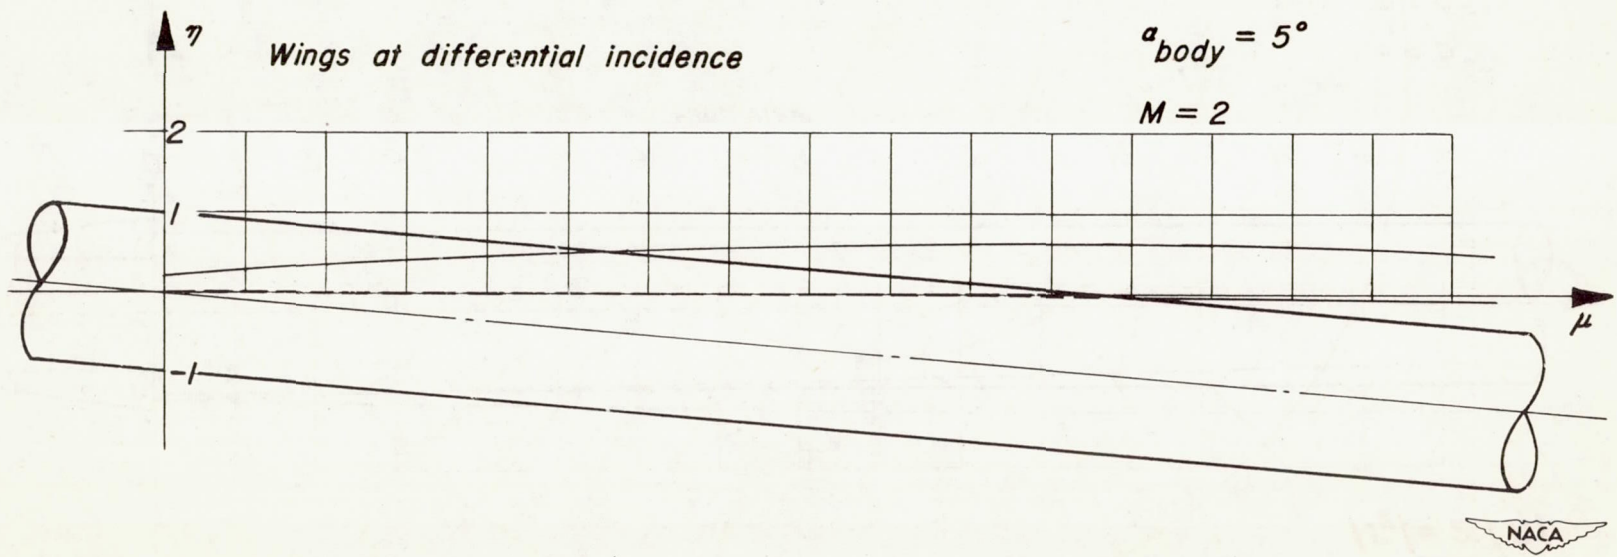 η
Wings at differential incidence
α body = 5°
M = 2
2
1
μ
-1
NACA